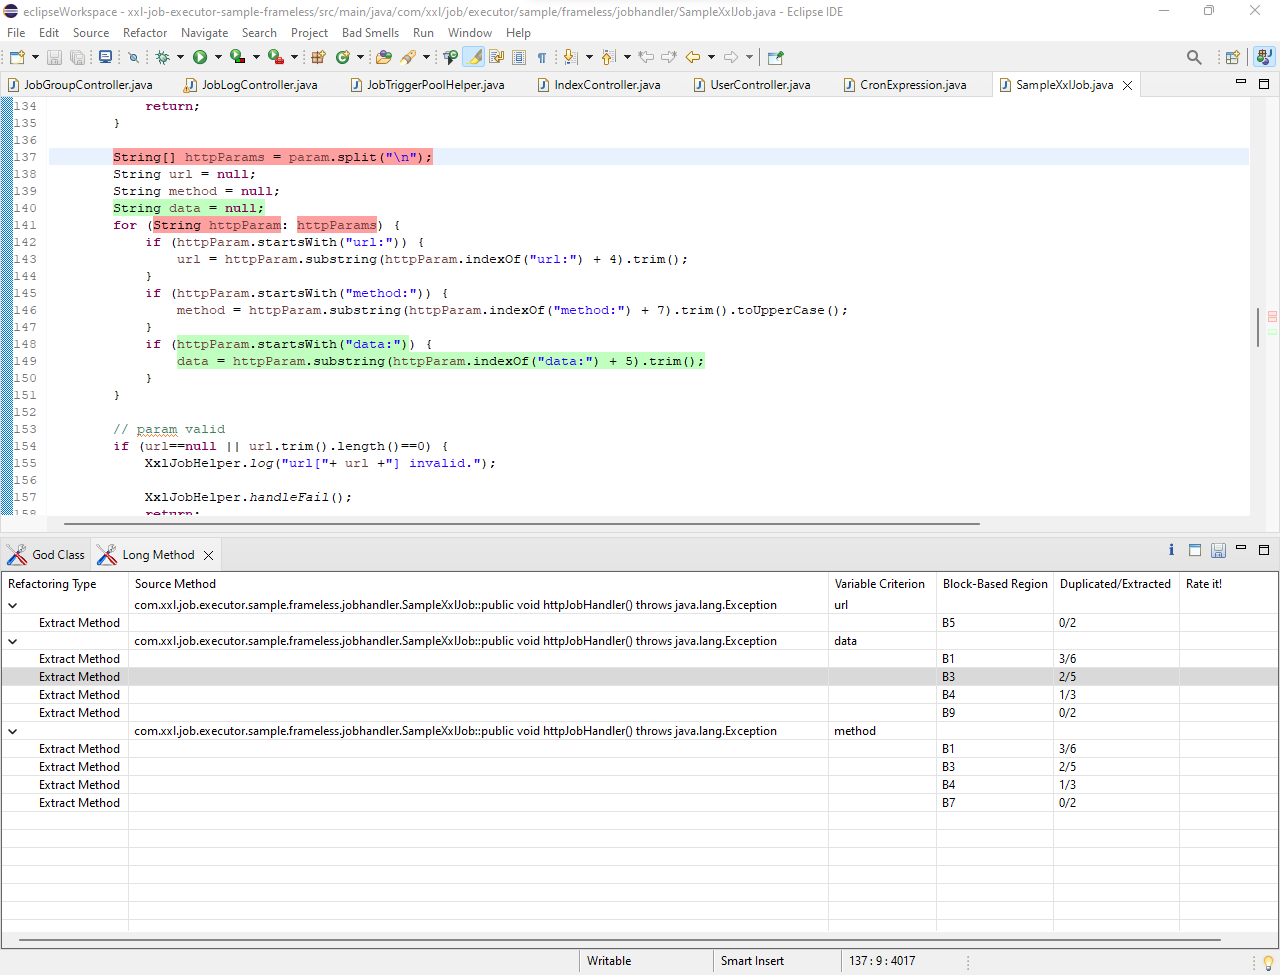 eclipseWorkspace - xxl-job-executor-sample-frameless/src/main/java/com/xxl/job/executor/sample/frameless/jobhandler/SampleXxlJob.java - Eclipse IDE
File Edit Source Refactor Navigate Search Project Bad Smells Run Window Help
JobGroupController.java JobLogController.java JobTriggerPoolHelper.java IndexController.java UserController.java CronExpression.java SampleXxlJob.java
134 return;
135 }
136
137 String[] httpParams = param.split("\n");
138 String url = null;
139 String method = null;
140 String data = null;
141 for (String httpParam: httpParams) {
142 if (httpParam.startsWith("url:")) {
143 url = httpParam.substring(httpParam.indexOf("url:") + 4).trim();
144 }
145 if (httpParam.startsWith("method:")) {
146 method = httpParam.substring(httpParam.indexOf("method:") + 7).trim().toUpperCase();
147 }
148 if (httpParam.startsWith("data:")) {
149 data = httpParam.substring(httpParam.indexOf("data:") + 5).trim();
150 }
151 }
152
153 // param valid
154 if (url==null || url.trim().length()==0) {
155 XxlJobHelper.log("url["+ url +"] invalid.");
156
157 XxlJobHelper.handleFail();
158 return;
God Class Long Method
Refactoring Type Source Method Variable Criterion Block-Based Region Duplicated/Extracted Rate it!
com.xxl.job.executor.sample.frameless.jobhandler.SampleXxlJob::public void httpJobHandler() throws java.lang.Exception url
Extract Method B5 0/2
com.xxl.job.executor.sample.frameless.jobhandler.SampleXxlJob::public void httpJobHandler() throws java.lang.Exception data
Extract Method B1 3/6
Extract Method B3 2/5
Extract Method B4 1/3
Extract Method B9 0/2
com.xxl.job.executor.sample.frameless.jobhandler.SampleXxlJob::public void httpJobHandler() throws java.lang.Exception method
Extract Method B1 3/6
Extract Method B3 2/5
Extract Method B4 1/3
Extract Method B7 0/2
Writable Smart Insert 137 : 9 : 4017